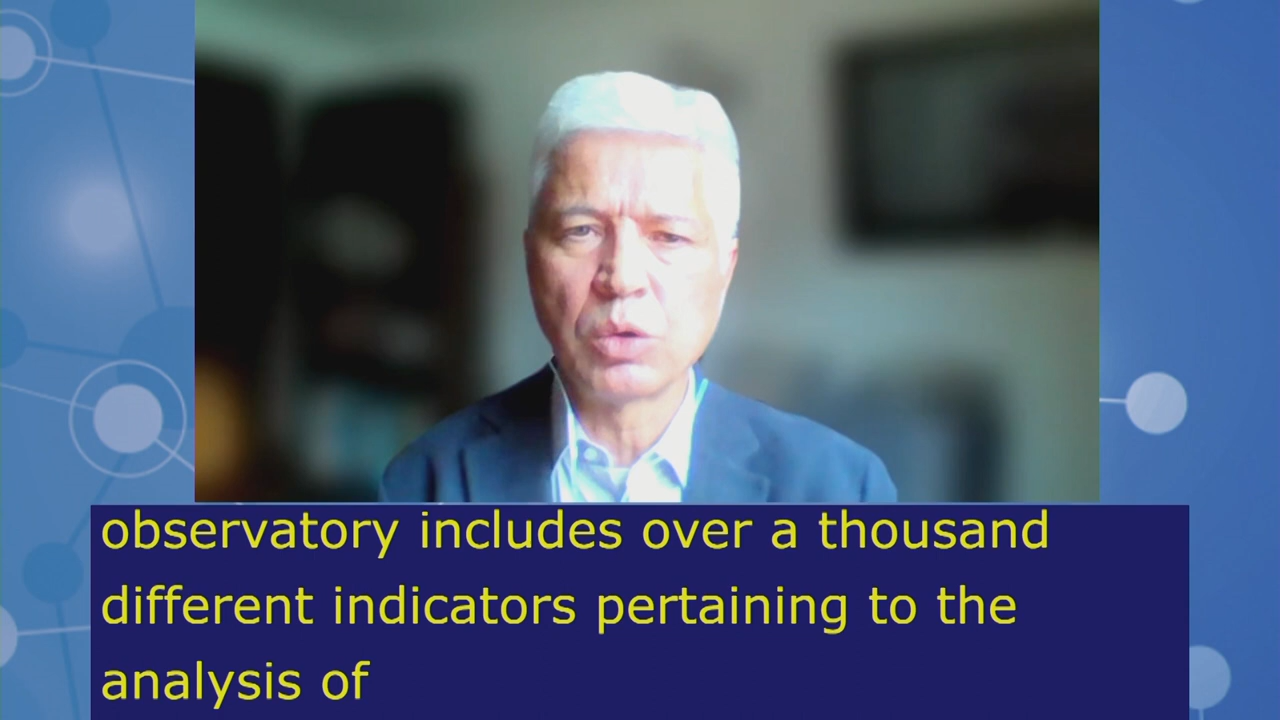 observatory includes over a thousand
different indicators pertaining to the
analysis of